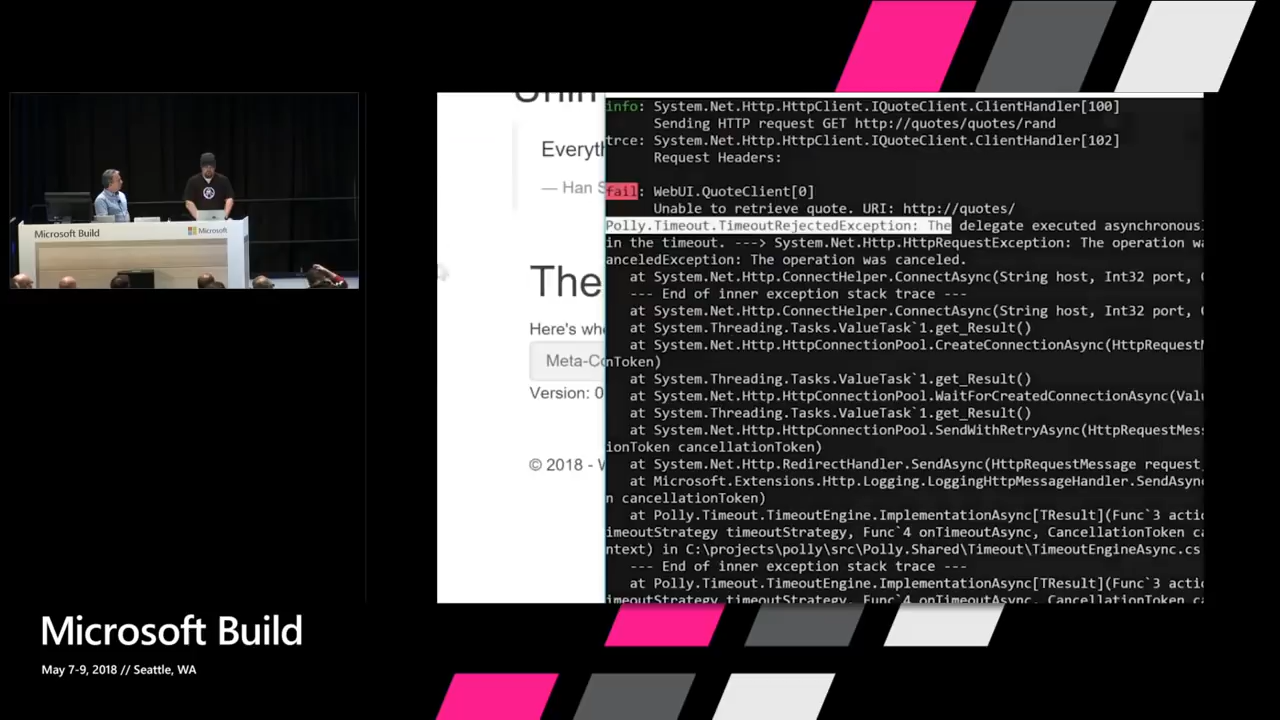 info: System.Net.Http.HttpClient.IQuoteClient.ClientHandler[100]
Sending HTTP request GET http://quotes/quotes/rand
trce: System.Net.Http.HttpClient.IQuoteClient.ClientHandler[102]
Request Headers:
fail: WebUI.QuoteClient[0]
Unable to retrieve quote. URI: http://quotes/
Polly.Timeout.TimeoutRejectedException: The delegate executed asynchronousl
in the timeout. ---> System.Net.Http.HttpRequestException: The operation wa
anceledException: The operation was canceled.
at System.Net.Http.ConnectHelper.ConnectAsync(String host, Int32 port, C
--- End of inner exception stack trace ---
at System.Net.Http.ConnectHelper.ConnectAsync(String host, Int32 port, C
at System.Threading.Tasks.ValueTask`1.get_Result()
at System.Net.Http.HttpConnectionPool.CreateConnectionAsync(HttpRequestM
onToken)
at System.Threading.Tasks.ValueTask`1.get_Result()
at System.Net.Http.HttpConnectionPool.WaitForCreatedConnectionAsync(Valu
at System.Threading.Tasks.ValueTask`1.get_Result()
at System.Net.Http.HttpConnectionPool.SendWithRetryAsync(HttpRequestMes
ionToken cancellationToken)
at System.Net.Http.RedirectHandler.SendAsync(HttpRequestMessage request,
at Microsoft.Extensions.Http.Logging.LoggingHttpMessageHandler.SendAsyn
n cancellationToken)
at Polly.Timeout.TimeoutEngine.ImplementationAsync[TResult](Func`3 actio
imeoutStrategy timeoutStrategy, Func`4 onTimeoutAsync, CancellationToken ca
ntext) in C:\projects\polly\src\Polly.Shared\Timeout\TimeoutEngineAsync.cs
--- End of inner exception stack trace ---
at Polly.Timeout.TimeoutEngine.ImplementationAsync[TResult](Func`3 actio
imeoutStrategy timeoutStrategy, Func`4 onTimeoutAsync, CancellationToken ca
Everyth
— Han S
The
Here's whe
Meta-Co
Version: 0
© 2018 - W
Microsoft Build
Microsoft
Microsoft Build
May 7-9, 2018 // Seattle, WA